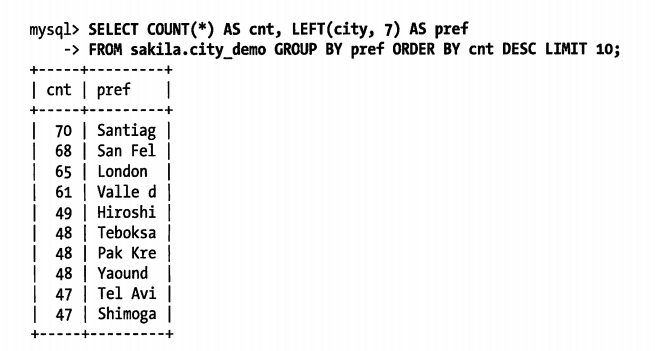 mysql> SELECT COUNT(*) AS cnt, LEFT(city, 7) AS pref
    -> FROM sakila.city_demo GROUP BY pref ORDER BY cnt DESC LIMIT 10;
+-----+---------+
| cnt | pref    |
+-----+---------+
|  70 | Santiag |
|  68 | San Fel |
|  65 | London  |
|  61 | Valle d |
|  49 | Hiroshi |
|  48 | Teboksa |
|  48 | Pak Kre |
|  48 | Yaound  |
|  47 | Tel Avi |
|  47 | Shimoga |
+-----+---------+